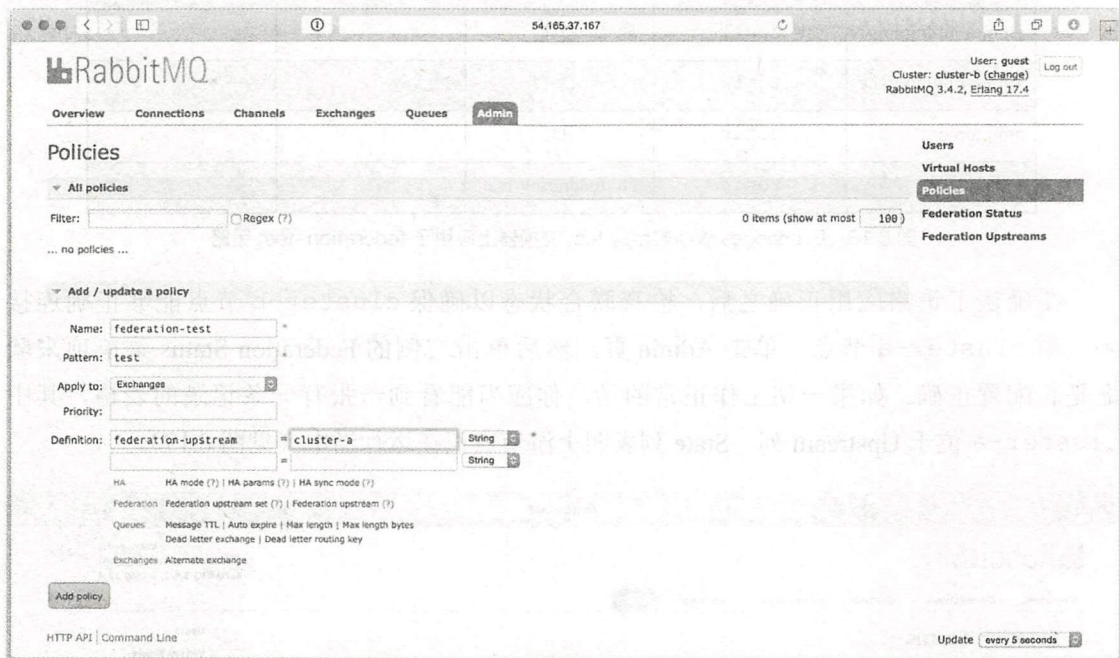 54.165.37.167
RabbitMQ
User: guest
Log out
Cluster: cluster-b (change)
RabbitMQ 3.4.2, Erlang 17.4
Overview Connections Channels Exchanges Queues Admin
Policies
All policies
Filter: Regex (?) 0 items (show at most 100)
... no policies ...
Users
Virtual Hosts
Policies
Federation Status
Federation Upstreams
Add / update a policy
Name: federation-test *
Pattern: test
Apply to: Exchanges
Priority:
Definition: federation-upstream = cluster-a String *
= String
HA HA mode (?) | HA params (?) | HA sync mode (?)
Federation Federation upstream set (?) | Federation upstream (?)
Queues Message TTL | Auto expire | Max length | Max length bytes
Dead letter exchange | Dead letter routing key
Exchanges Alternate exchange
Add policy
HTTP API | Command Line
Update every 5 seconds